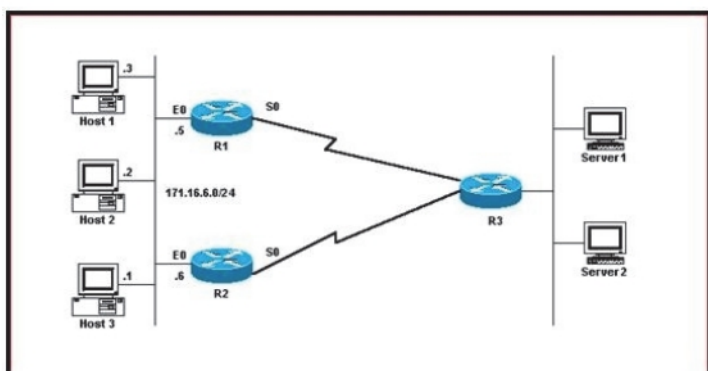 .3
Host 1
E0
.5
S0
R1
.2
Host 2
171.16.6.0/24
E0
.6
S0
R2
.1
Host 3
R3
Server1
Server2